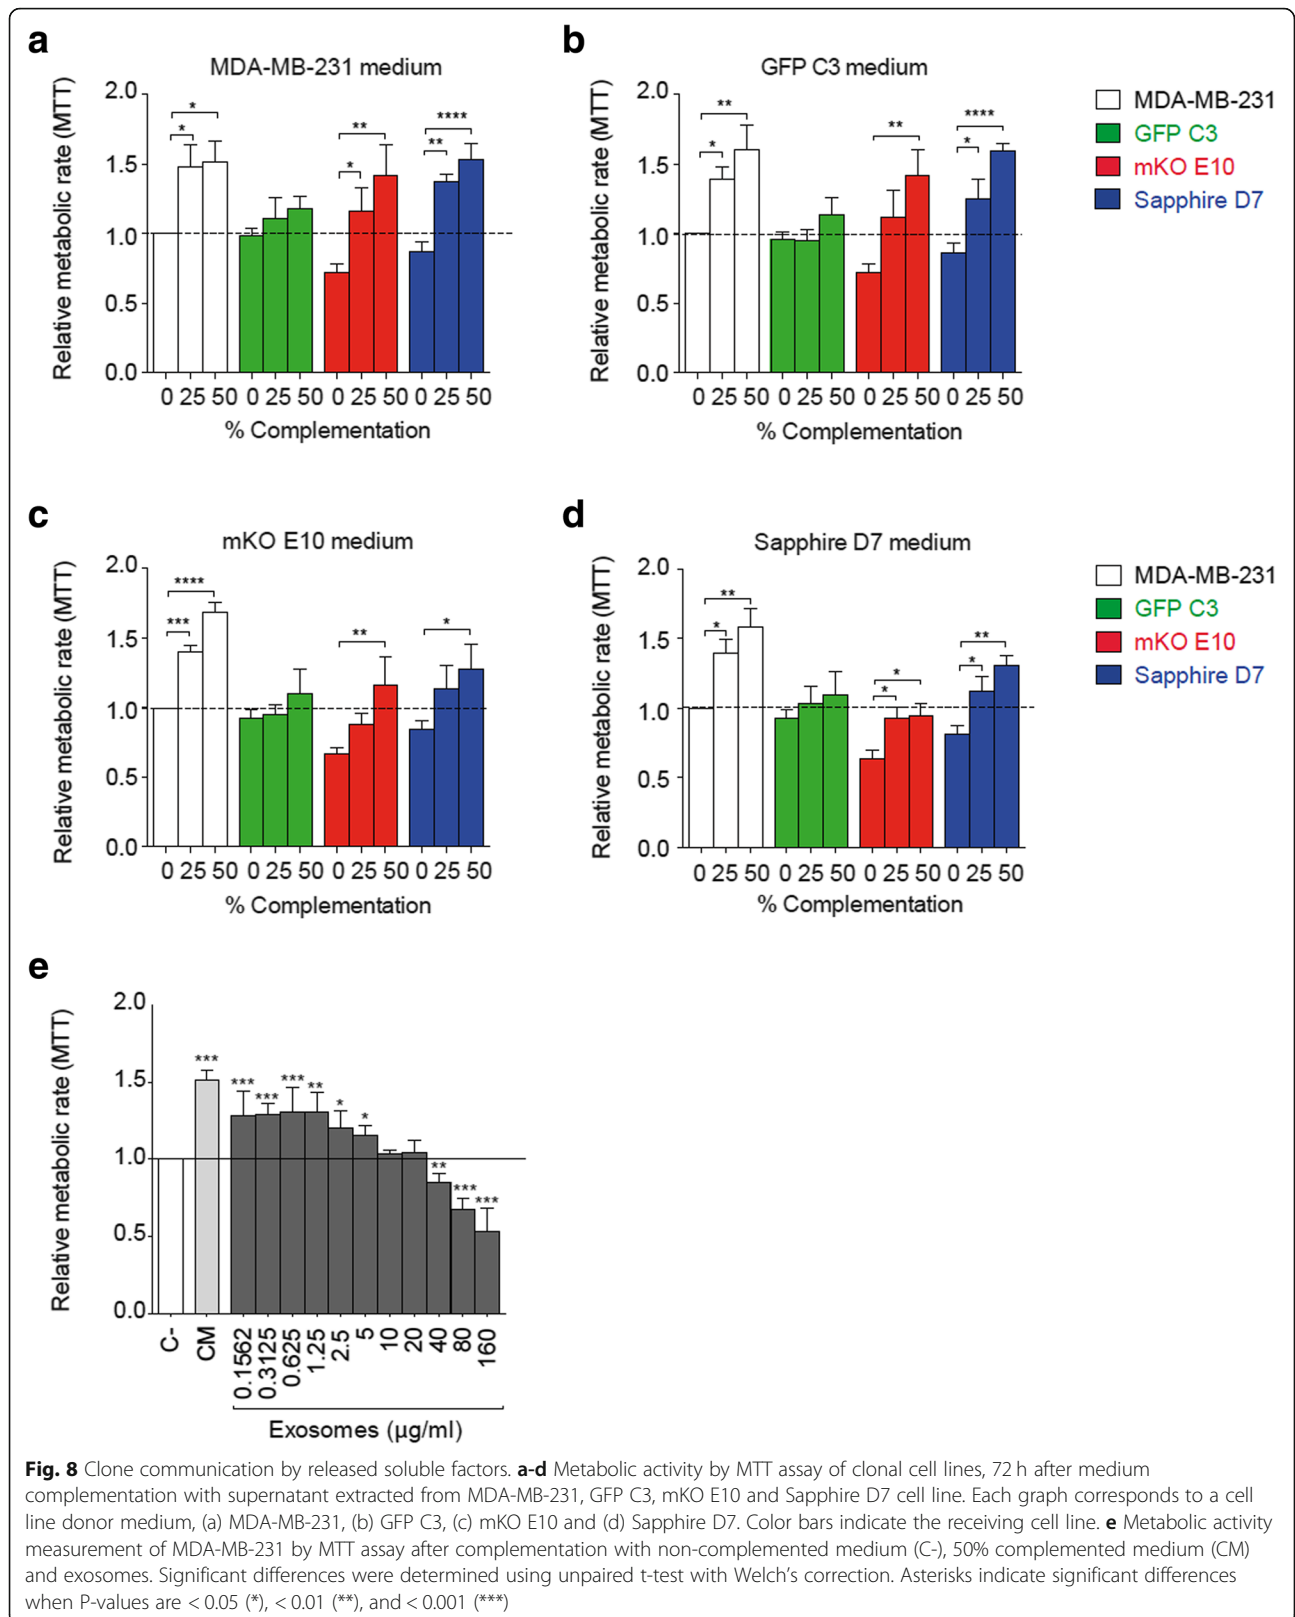 a
MDA-MB-231 medium
Relative metabolic rate (MTT)
2.0
1.5
1.0
0.5
0.0
* * * ** ** ****
0 25 50 0 25 50 0 25 50 0 25 50
% Complementation
b
GFP C3 medium
Relative metabolic rate (MTT)
2.0
1.5
1.0
0.5
0.0
* ** ** * ****
0 25 50 0 25 50 0 25 50 0 25 50
% Complementation
MDA-MB-231
GFP C3
mKO E10
Sapphire D7
c
mKO E10 medium
Relative metabolic rate (MTT)
2.0
1.5
1.0
0.5
0.0
*** **** ** *
0 25 50 0 25 50 0 25 50 0 25 50
% Complementation
d
Sapphire D7 medium
Relative metabolic rate (MTT)
2.0
1.5
1.0
0.5
0.0
* ** * * * **
0 25 50 0 25 50 0 25 50 0 25 50
% Complementation
MDA-MB-231
GFP C3
mKO E10
Sapphire D7
e
Relative metabolic rate (MTT)
2.0
1.5
1.0
0.5
0.0
*** *** *** *** ** * * ** *** ***
C- CM 0.1562 0.3125 0.625 1.25 2.5 5 10 20 40 80 160
Exosomes (µg/ml)
Fig. 8 Clone communication by released soluble factors. a-d Metabolic activity by MTT assay of clonal cell lines, 72 h after medium
complementation with supernatant extracted from MDA-MB-231, GFP C3, mKO E10 and Sapphire D7 cell line. Each graph corresponds to a cell
line donor medium, (a) MDA-MB-231, (b) GFP C3, (c) mKO E10 and (d) Sapphire D7. Color bars indicate the receiving cell line. e Metabolic activity
measurement of MDA-MB-231 by MTT assay after complementation with non-complemented medium (C-), 50% complemented medium (CM)
and exosomes. Significant differences were determined using unpaired t-test with Welch's correction. Asterisks indicate significant differences
when P-values are < 0.05 (*), < 0.01 (**), and < 0.001 (***)